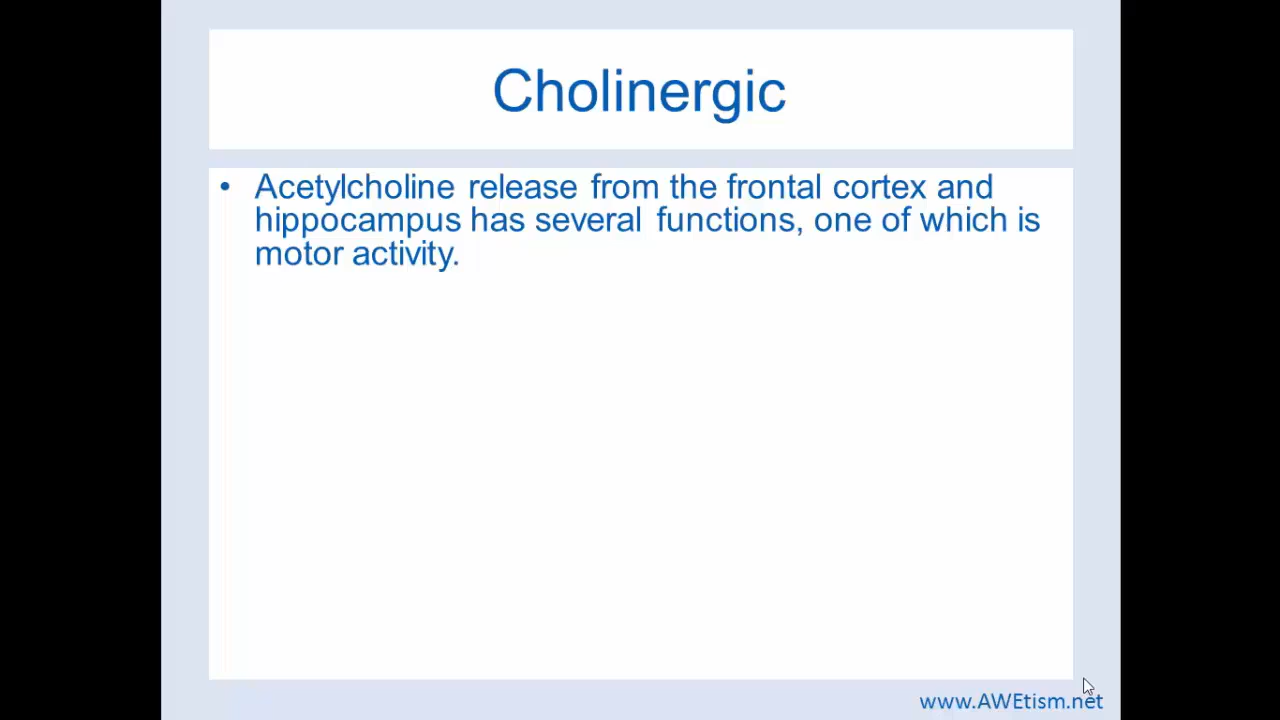 Cholinergic
• Acetylcholine release from the frontal cortex and
hippocampus has several functions, one of which is
motor activity.
www.AWEtism.net